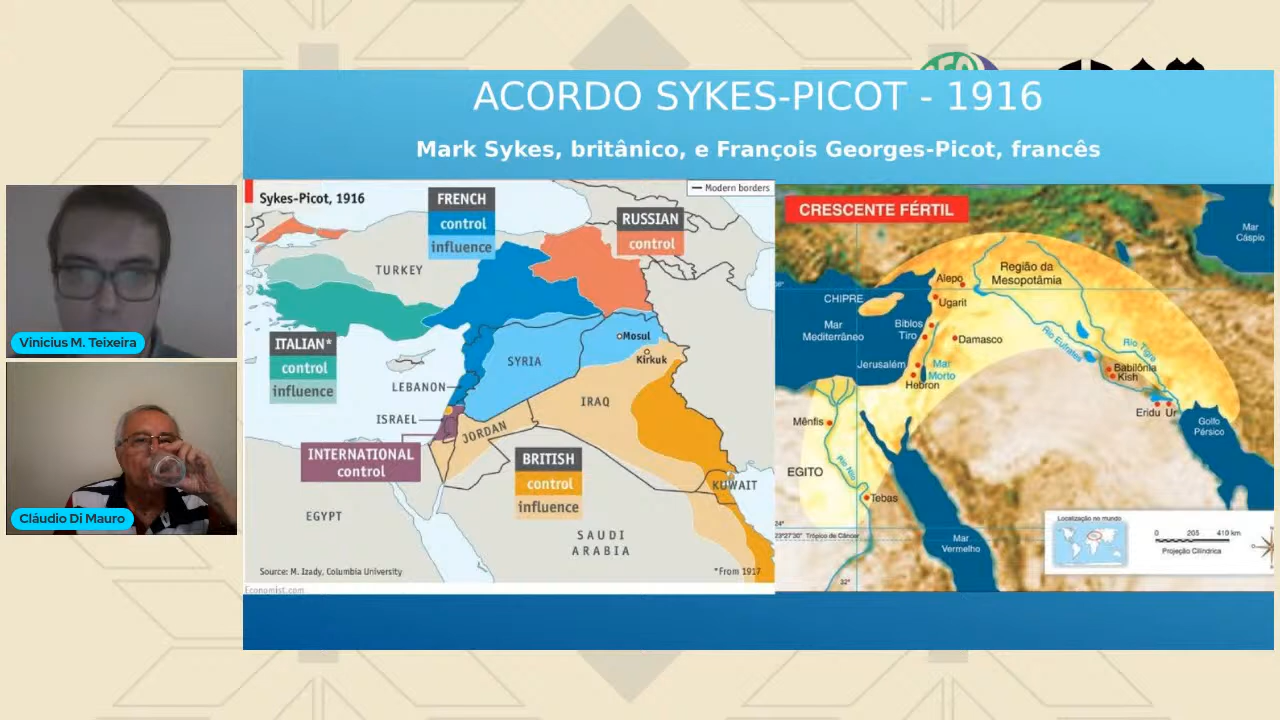 ACORDO SYKES-PICOT - 1916
Mark Sykes, britânico, e François Georges-Picot, francês
Sykes-Picot, 1916
Modern borders
FRENCH
control
influence
RUSSIAN
control
TURKEY
ITALIAN*
control
influence
Mosul
Kirkuk
SYRIA
LEBANON
IRAQ
ISRAEL
JORDAN
INTERNATIONAL
control
BRITISH
control
influence
KUWAIT
EGYPT
SAUDI
ARABIA
Source: M. Izady, Columbia University
*From 1917
Economist.com
CRESCENTE FÉRTIL
Mar
Cáspio
Região da
Mesopotâmia
Alepo
CHIPRE
Ugarit
Mar
Mediterrâneo
Biblos
Tiro
Damasco
Rio Eufrates
Rio Tigre
Jerusalém
Mar
Morto
Hebron
Babilônia
Kish
Eridu
Ur
Golfo
Pérsico
Mênfis
EGITO
Rio Nilo
Tebas
24°
23°27'30" Trópico de Câncer
Mar
Vermelho
32°
Localização no mundo
0 205 410 km
Projeção Cilíndrica
Vinicius M. Teixeira
Cláudio Di Mauro